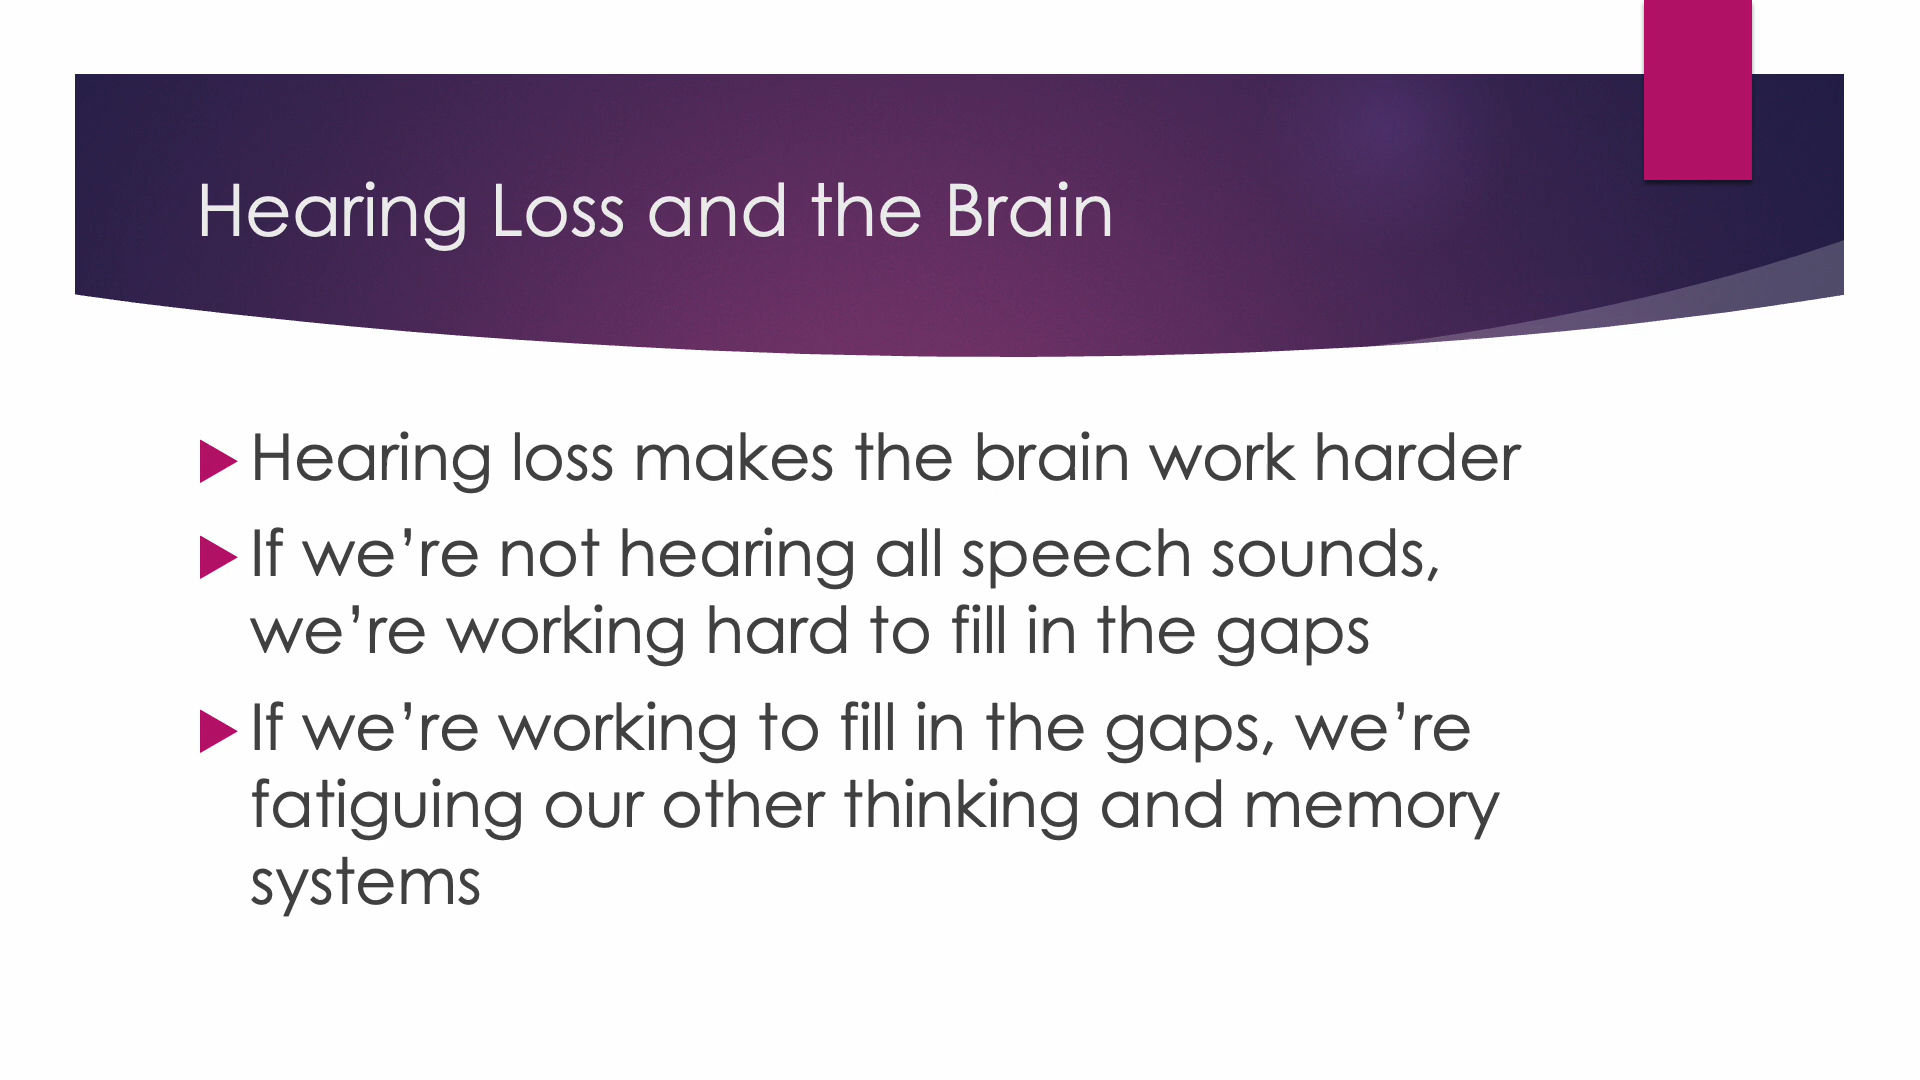 Hearing Loss and the Brain
Hearing loss makes the brain work harder
If we’re not hearing all speech sounds,
we’re working hard to fill in the gaps
If we’re working to fill in the gaps, we’re
fatiguing our other thinking and memory
systems